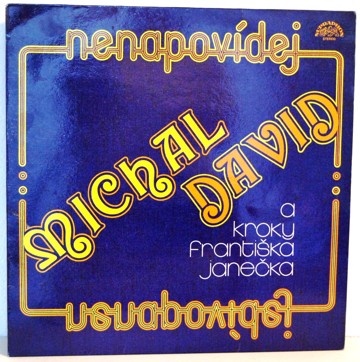 nenapovídej
MICHAL
DAVID
a
kroky
františka
janečka
nenapovídej